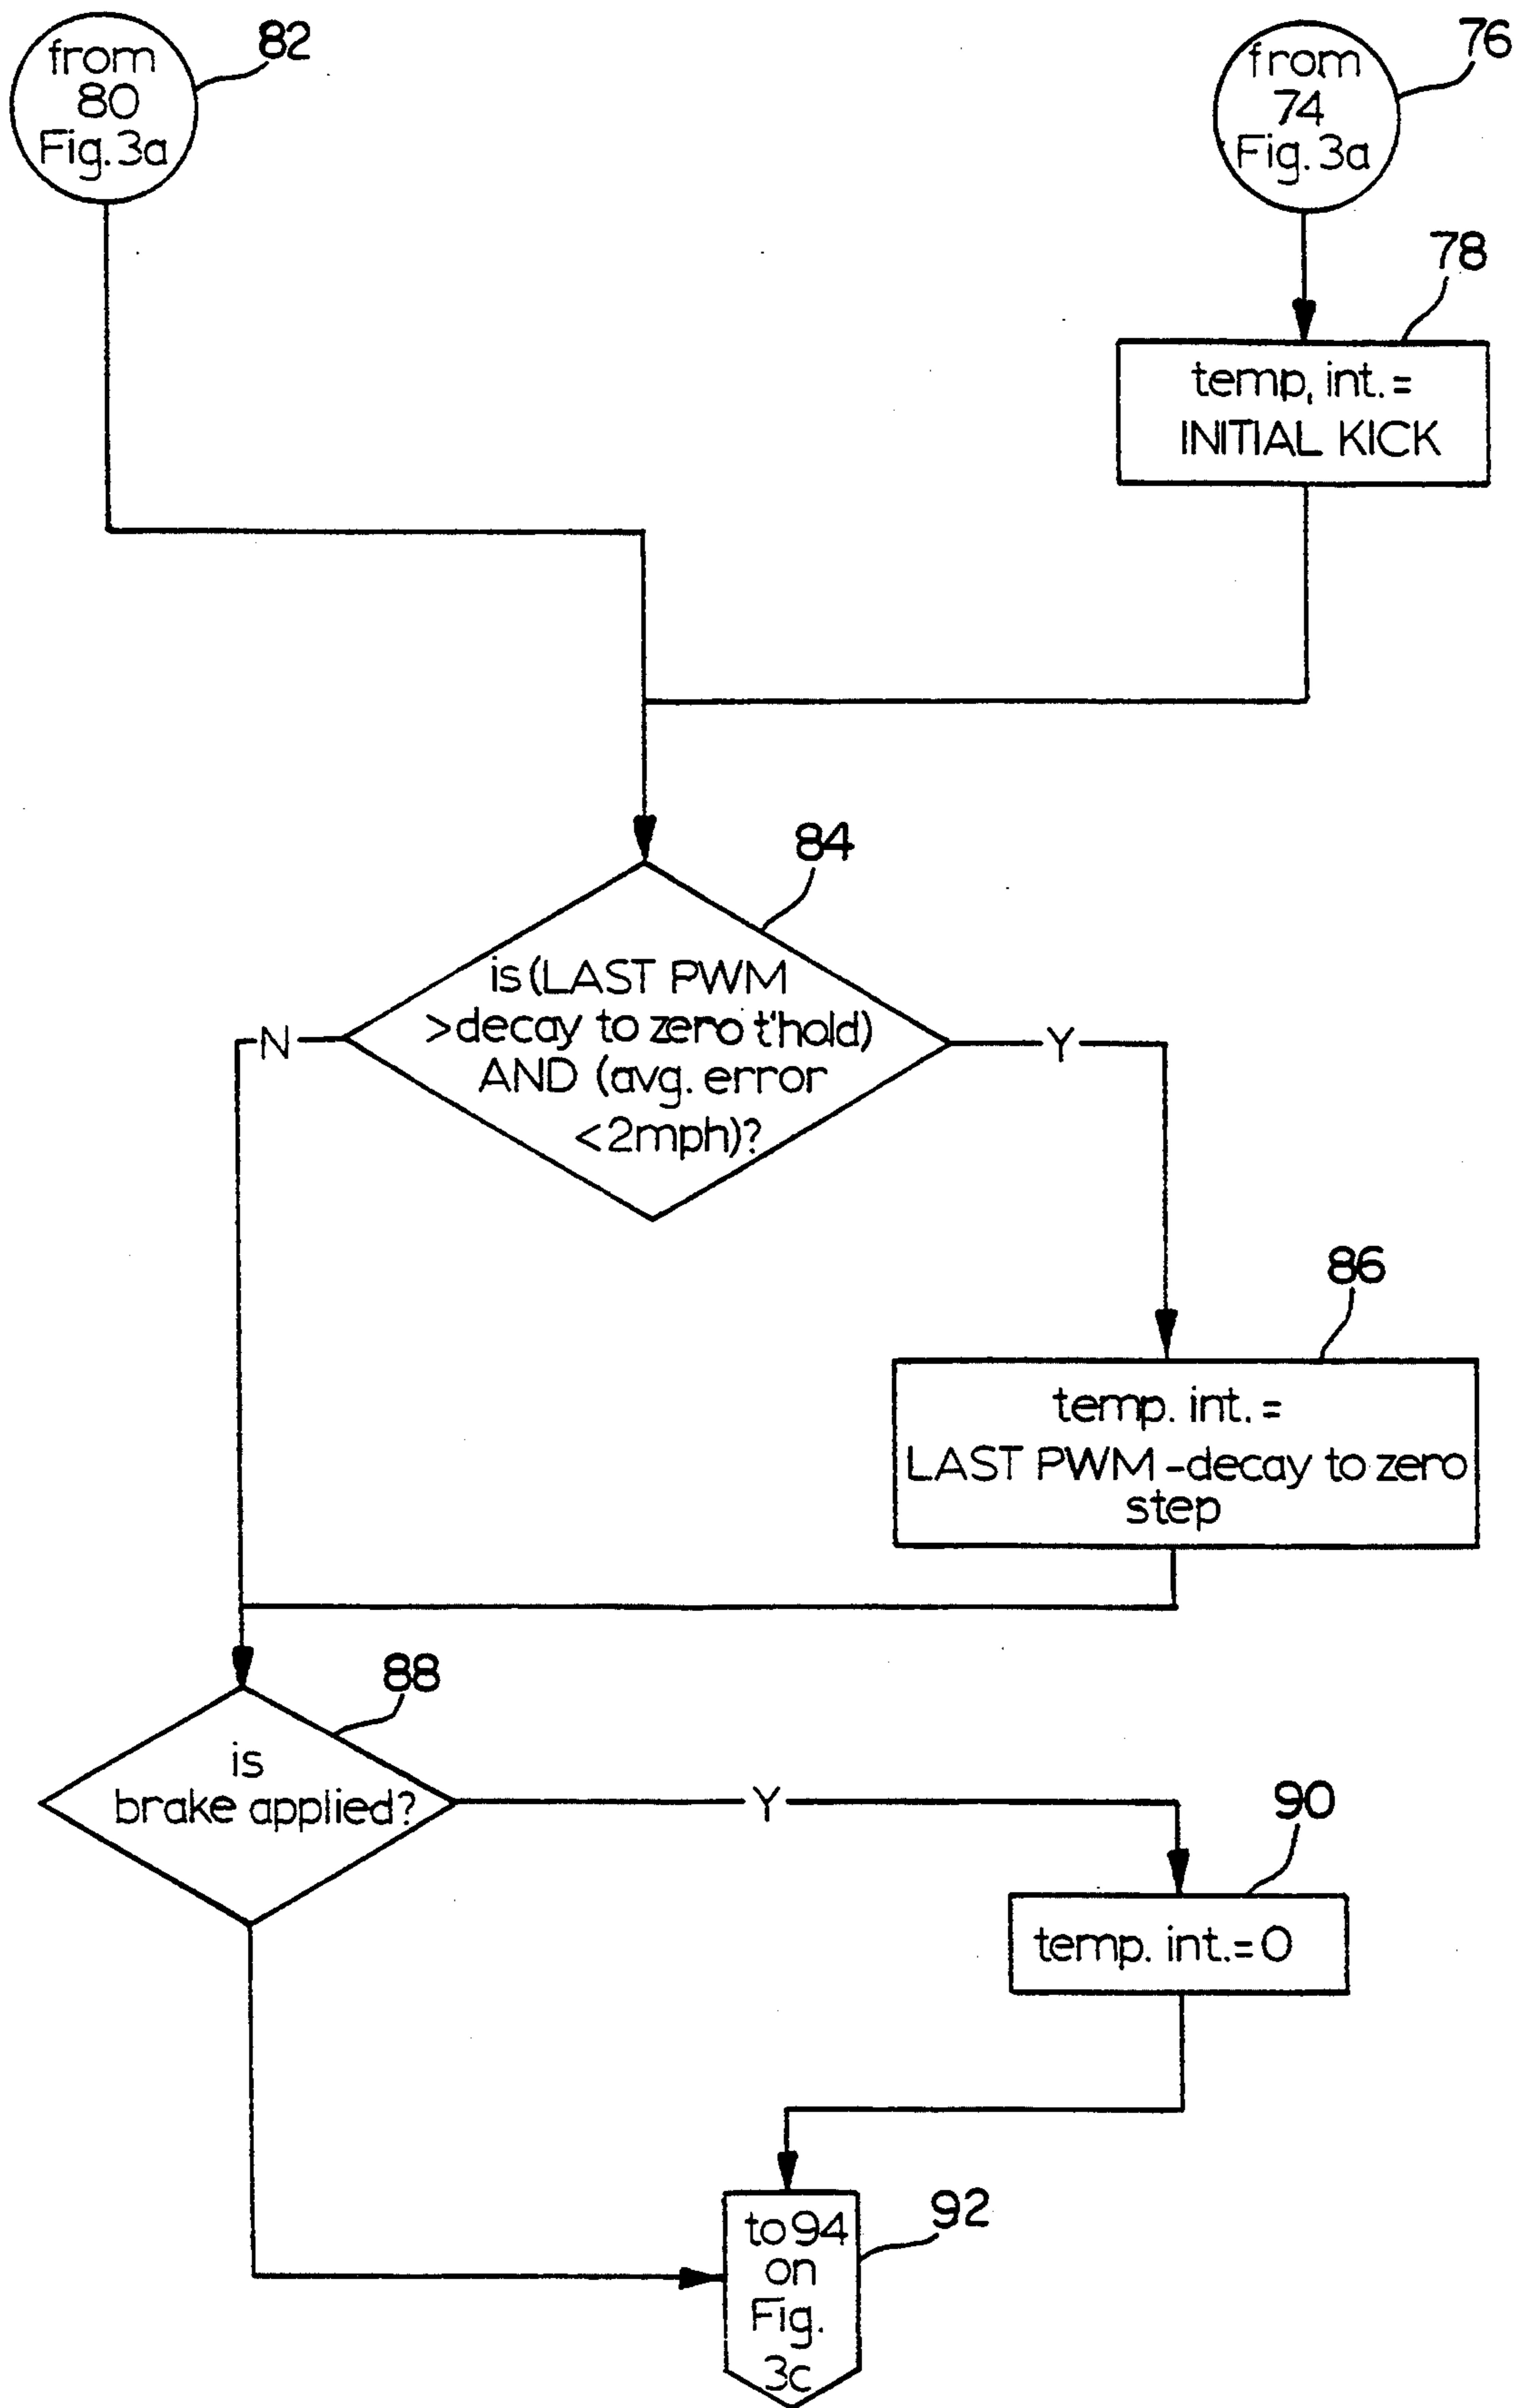 from
80
Fig. 3a
82
from
74
Fig. 3a
76
78
temp, int. =
INITIAL KICK
84
is (LAST PWM
>decay to zero t'hold)
AND (avg. error
<2mph)?
N
Y
86
temp. int. =
LAST PWM -decay to zero
step
88
is
brake applied?
Y
90
temp. int. = 0
92
to 94
on
Fig.
3c